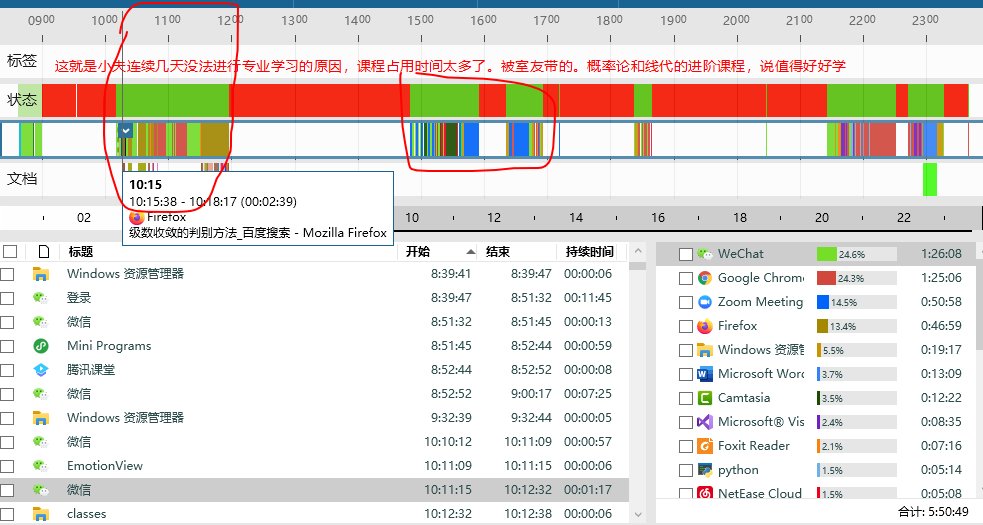 0900 1000 1100 1200 1300 1400 1500 1600 1700 1800 1900 2000 2100 2200 2300
标签
这就是小夫连续几天没法进行专业学习的原因，课程占用时间太多了。被室友带的。概率论和线代的进阶课程，说值得好好学
状态
文档
10:15
10:15:38 - 10:18:17 (00:02:39)
Firefox
级数收敛的判别方法_百度搜索 - Mozilla Firefox
02 10 12 14 16 18 20 22
标题 开始 结束 持续时间
Windows 资源管理器 8:39:41 8:39:47 00:00:06
登录 8:39:47 8:51:32 00:11:45
微信 8:51:32 8:51:45 00:00:13
Mini Programs 8:51:45 8:52:44 00:00:59
腾讯课堂 8:52:44 8:52:52 00:00:08
微信 8:52:52 9:00:17 00:07:25
Windows 资源管理器 9:32:39 9:32:44 00:00:05
微信 10:10:12 10:11:09 00:00:57
EmotionView 10:11:09 10:11:15 00:00:06
微信 10:11:15 10:12:32 00:01:17
classes 10:12:32 10:12:38 00:00:06
WeChat 24.6% 1:26:08
Google Chrome 24.3% 1:25:06
Zoom Meeting 14.5% 0:50:58
Firefox 13.4% 0:46:59
Windows 资源管 5.5% 0:19:17
Microsoft Word 3.7% 0:13:09
Camtasia 3.5% 0:12:22
Microsoft® Vis 2.4% 0:08:35
Foxit Reader 2.1% 0:07:16
python 1.5% 0:05:14
NetEase Cloud 1.5% 0:05:08
合计: 5:50:49